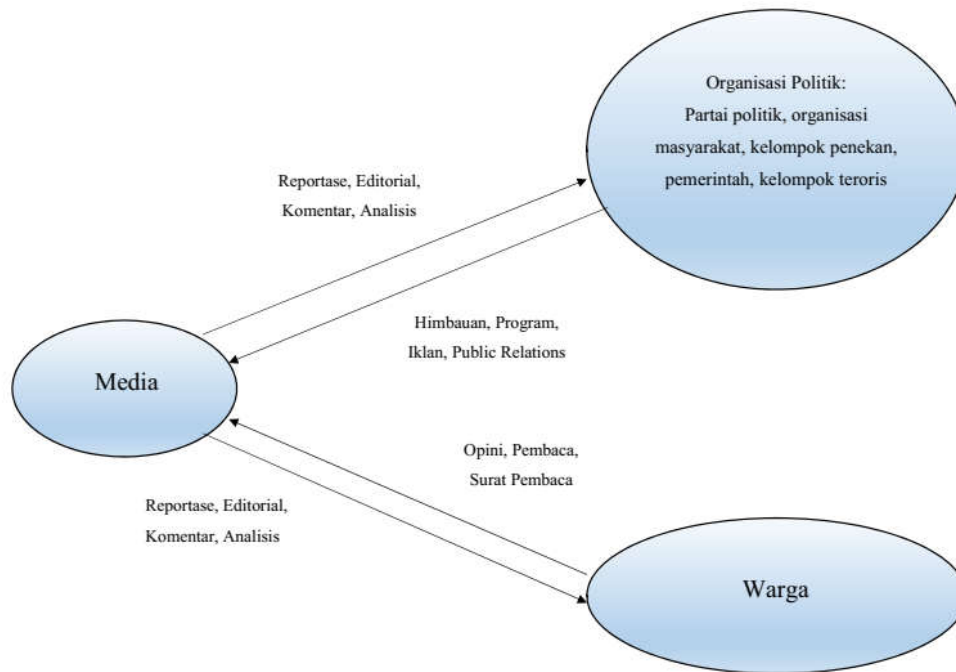 Organisasi Politik:
Partai politik, organisasi
masyarakat, kelompok penekan,
pemerintah, kelompok teroris
Reportase, Editorial,
Komentar, Analisis
Himbauan, Program,
Iklan, Public Relations
Media
Opini, Pembaca,
Surat Pembaca
Reportase, Editorial,
Komentar, Analisis
Warga